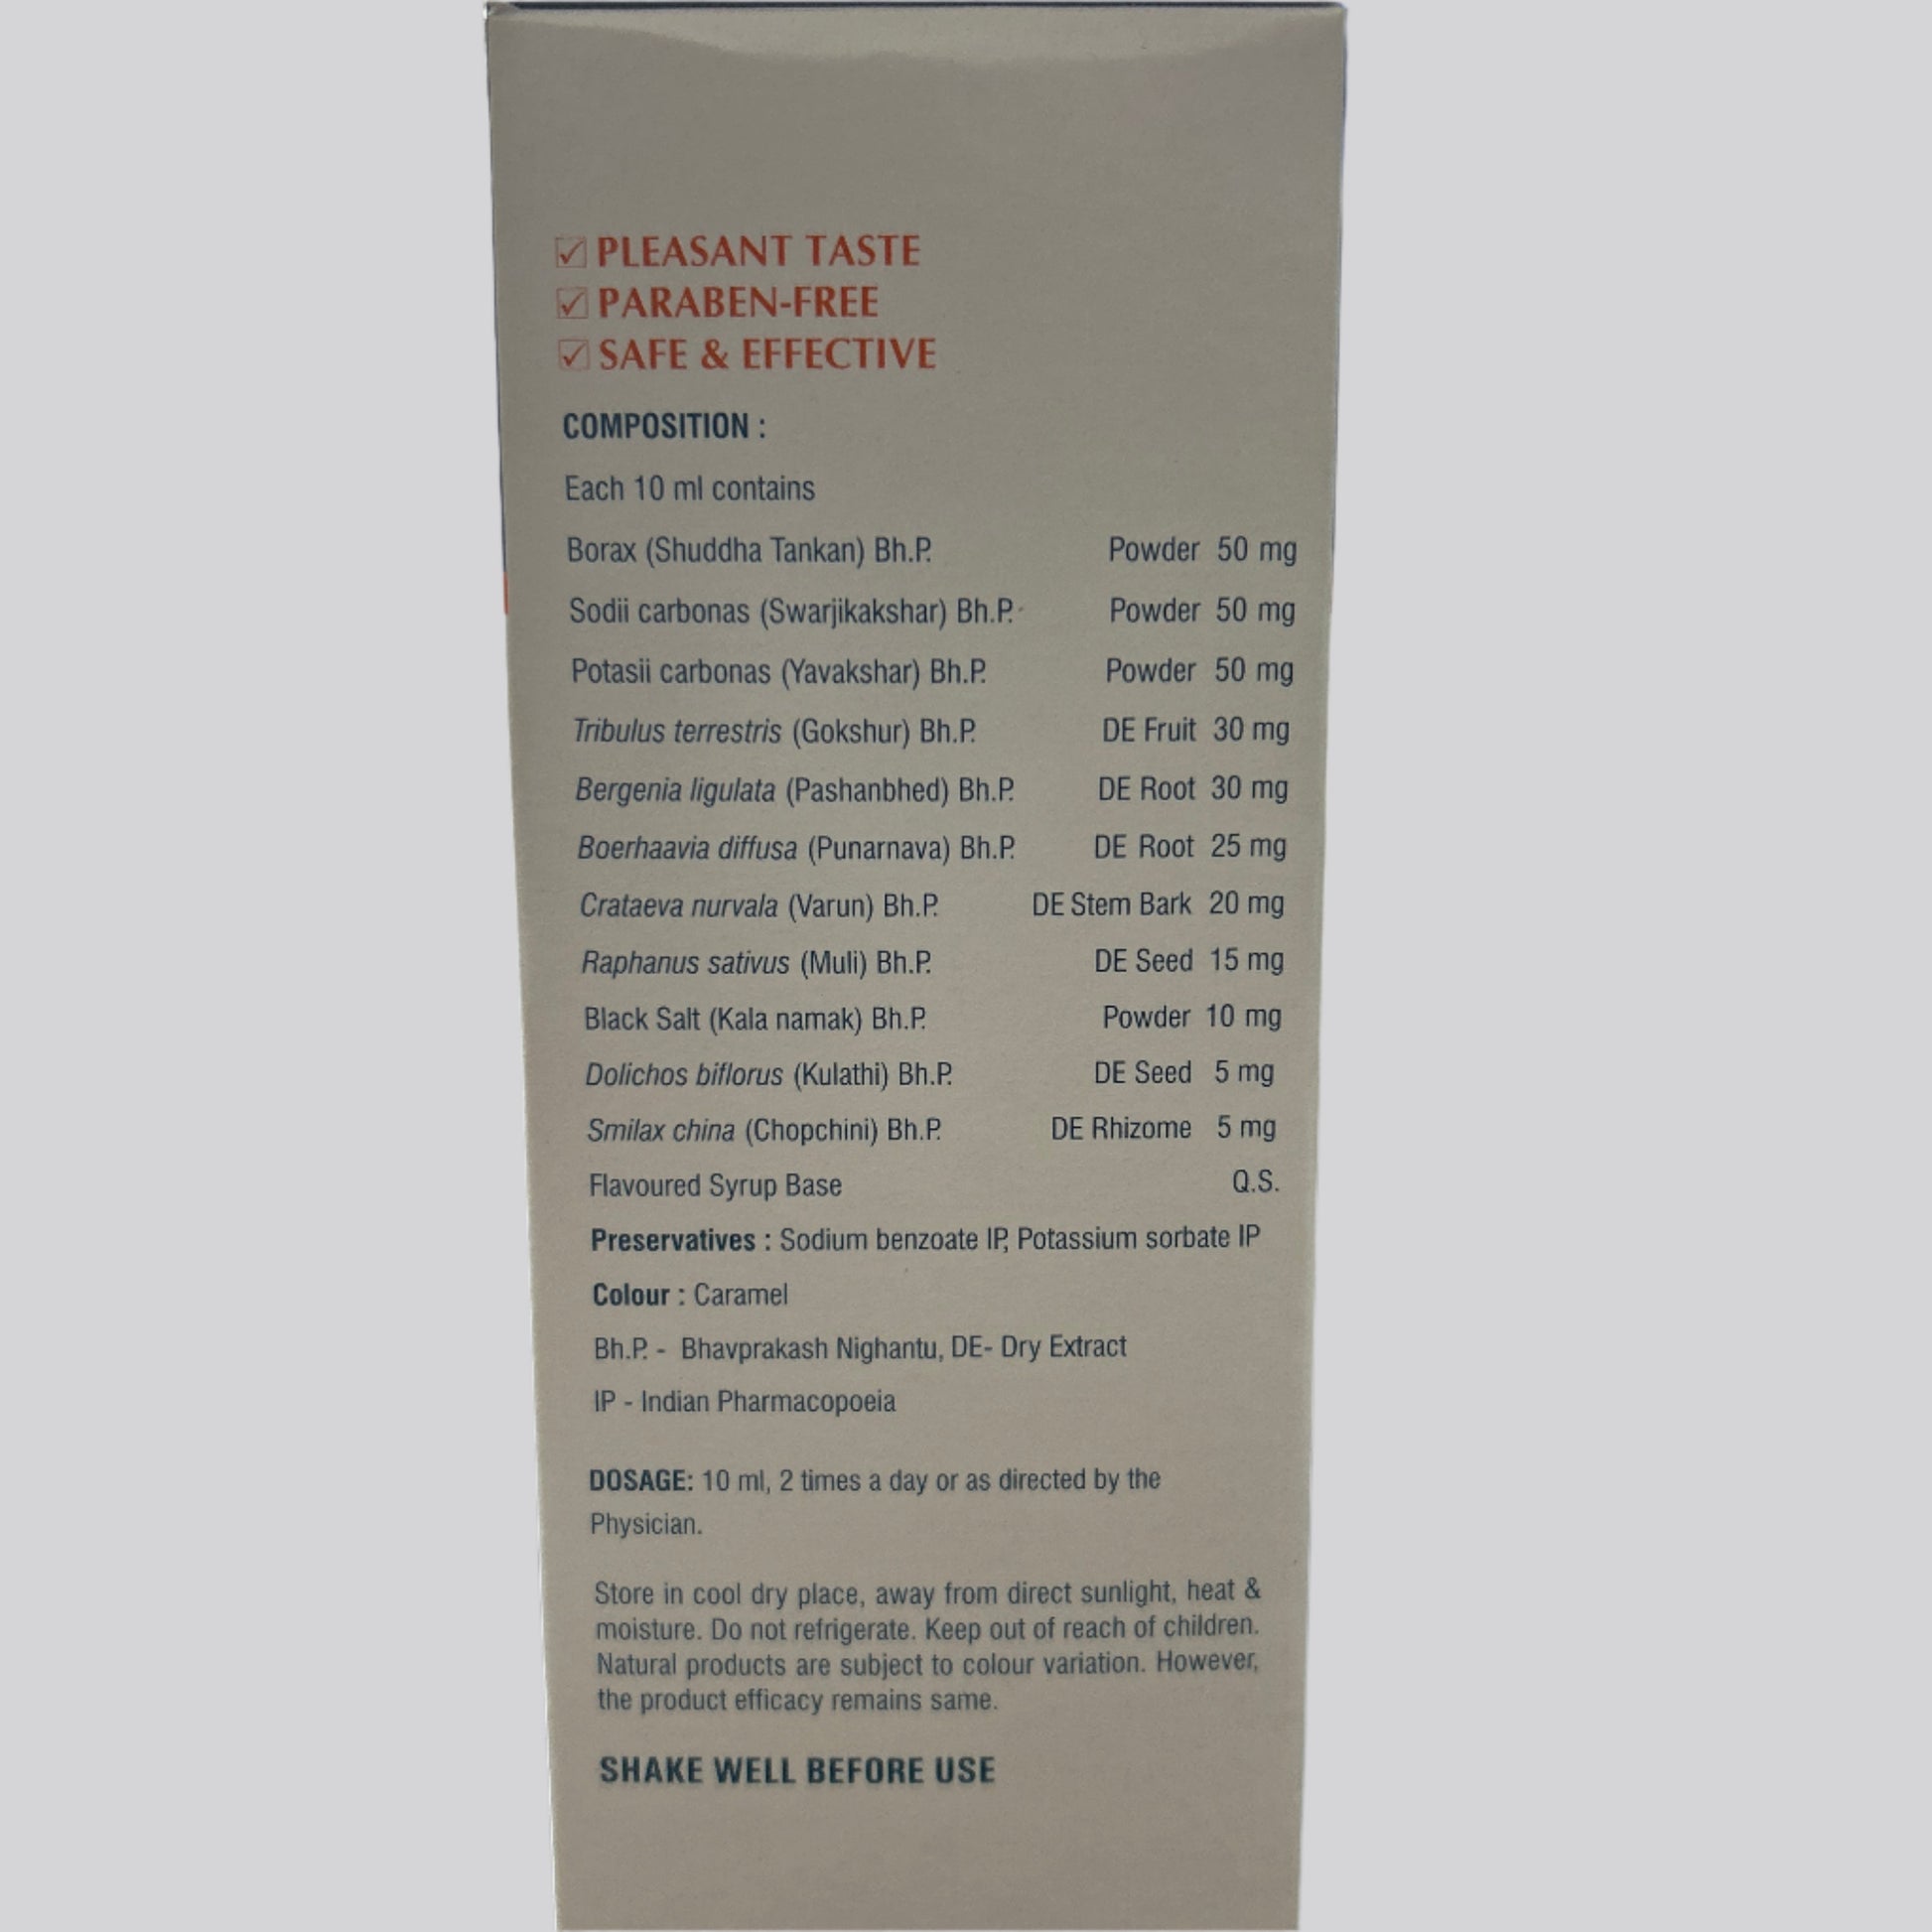 PLEASANT TASTE
PARABEN-FREE
SAFE & EFFECTIVE
COMPOSITION :
Each 10 ml contains
Borax (Shuddha Tankan) Bh.P. Powder 50 mg
Sodii carbonas (Swarjikakshar) Bh.P. Powder 50 mg
Potasii carbonas (Yavakshar) Bh.P. Powder 50 mg
Tribulus terrestris (Gokshur) Bh.P. DE Fruit 30 mg
Bergenia ligulata (Pashanbhed) Bh.P. DE Root 30 mg
Boerhaavia diffusa (Punarnava) Bh.P. DE Root 25 mg
Crataeva nurvala (Varun) Bh.P. DE Stem Bark 20 mg
Raphanus sativus (Muli) Bh.P. DE Seed 15 mg
Black Salt (Kala namak) Bh.P. Powder 10 mg
Dolichos biflorus (Kulathi) Bh.P. DE Seed 5 mg
Smilax china (Chopchini) Bh.P. DE Rhizome 5 mg
Flavoured Syrup Base Q.S.
Preservatives : Sodium benzoate IP, Potassium sorbate IP
Colour : Caramel
Bh.P. - Bhavprakash Nighantu, DE- Dry Extract
IP - Indian Pharmacopoeia
DOSAGE: 10 ml, 2 times a day or as directed by the
Physician.
Store in cool dry place, away from direct sunlight, heat &
moisture. Do not refrigerate. Keep out of reach of children.
Natural products are subject to colour variation. However,
the product efficacy remains same.
SHAKE WELL BEFORE USE